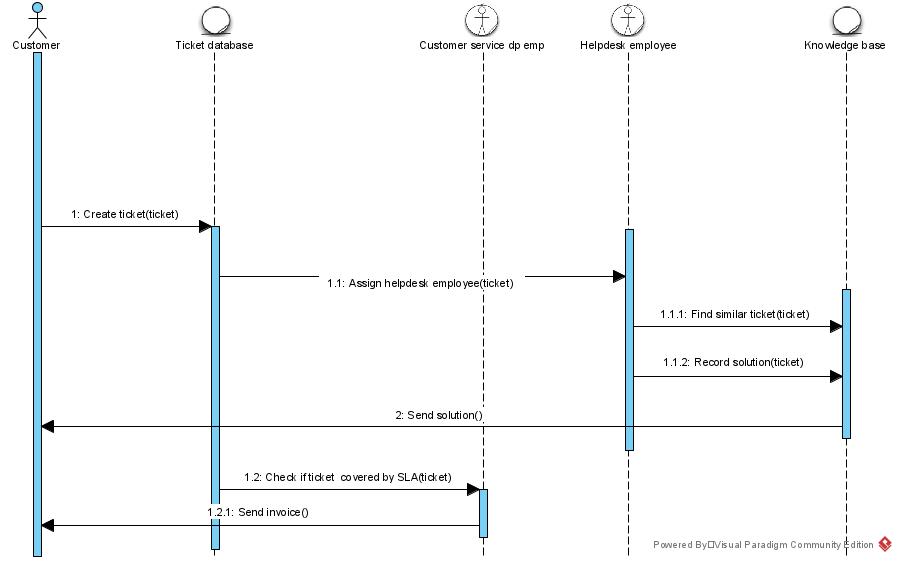 Customer
Ticket database
Customer service dp emp
Helpdesk employee
Knowledge base
1: Create ticket(ticket)
1.1: Assign helpdesk employee(ticket)
1.1.1: Find similar ticket(ticket)
1.1.2: Record solution(ticket)
2: Send solution()
1.2: Check if ticket covered by SLA(ticket)
1.2.1: Send invoice()
Powered By□Visual Paradigm Community Edition